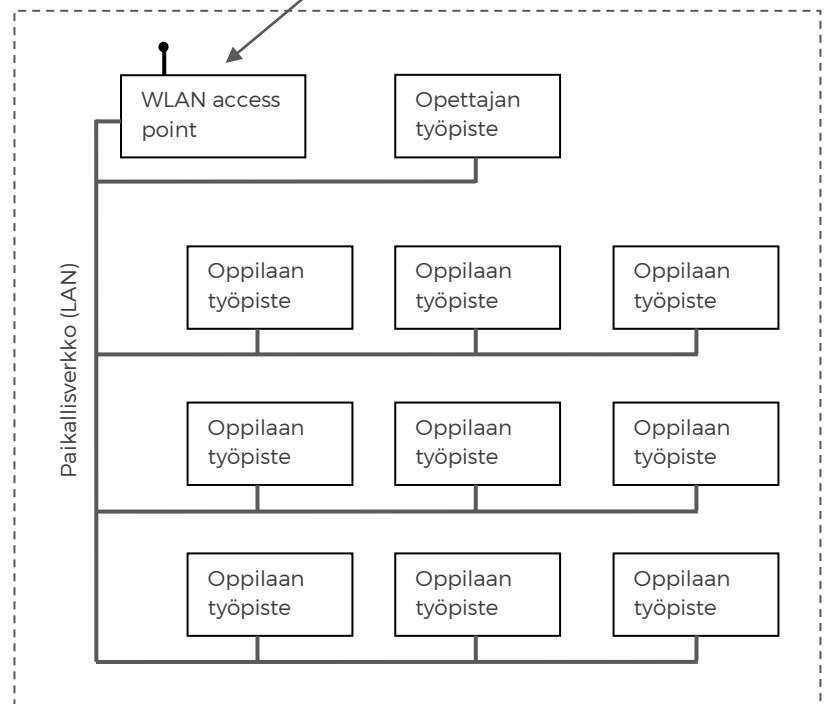 WLAN access
point
Opettajan
työpiste
Paikallisverkko (LAN)
Oppilaan
työpiste
Oppilaan
työpiste
Oppilaan
työpiste
Oppilaan
työpiste
Oppilaan
työpiste
Oppilaan
työpiste
Oppilaan
työpiste
Oppilaan
työpiste
Oppilaan
työpiste